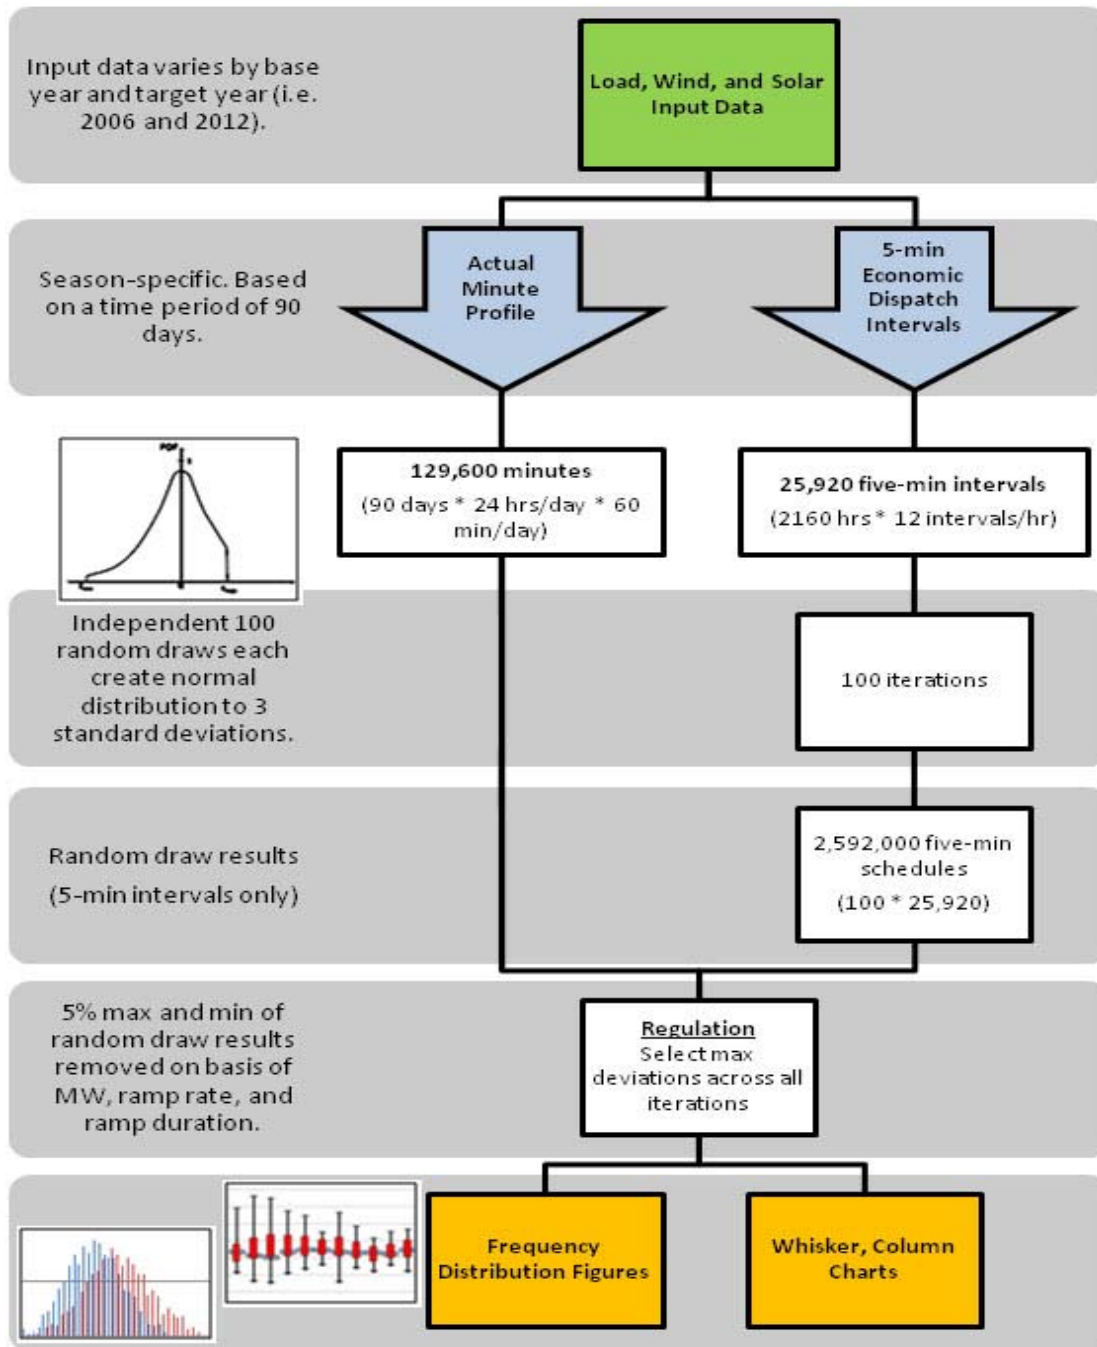 Input data varies by base
year and target year (i.e.
2006 and 2012).
Load, Wind, and Solar
Input Data
Season-specific. Based
on a time period of 90
days.
Actual
Minute
Profile
5-min
Economic
Dispatch
Intervals
129,600 minutes
(90 days * 24 hrs/day * 60
min/day)
25,920 five-min intervals
(2160 hrs * 12 intervals/hr)
Independent 100
random draws each
create normal
distribution to 3
standard deviations.
100 iterations
Random draw results
(5-min intervals only)
2,592,000 five-min
schedules
(100 * 25,920)
5% max and min of
random draw results
removed on basis of
MW, ramp rate, and
ramp duration.
Regulation
Select max
deviations across all
iterations
Frequency
Distribution Figures
Whisker, Column
Charts